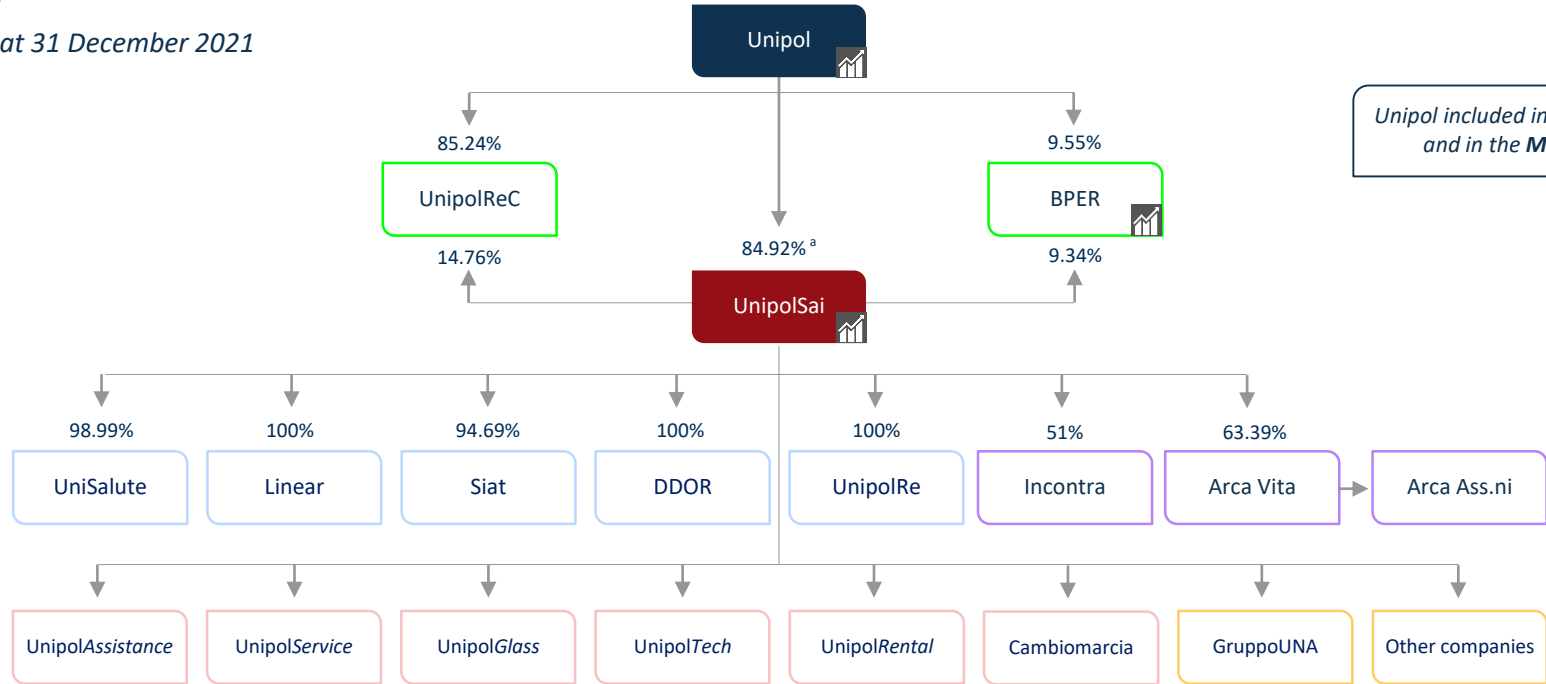 at 31 December 2021
Unipol
Unipol included in
and in the M
85.24%
9.55%
UnipolReC
BPER
14.76%
84.92% a
9.34%
UnipolSai
98.99%
100%
94.69%
100%
100%
51%
63.39%
UniSalute
Linear
Siat
DDOR
UnipolRe
Incontra
Arca Vita
Arca Ass.ni
UnipolAssistance
UnipolService
UnipolGlass
UnipolTech
UnipolRental
Cambiomarcia
GruppoUNA
Other companies